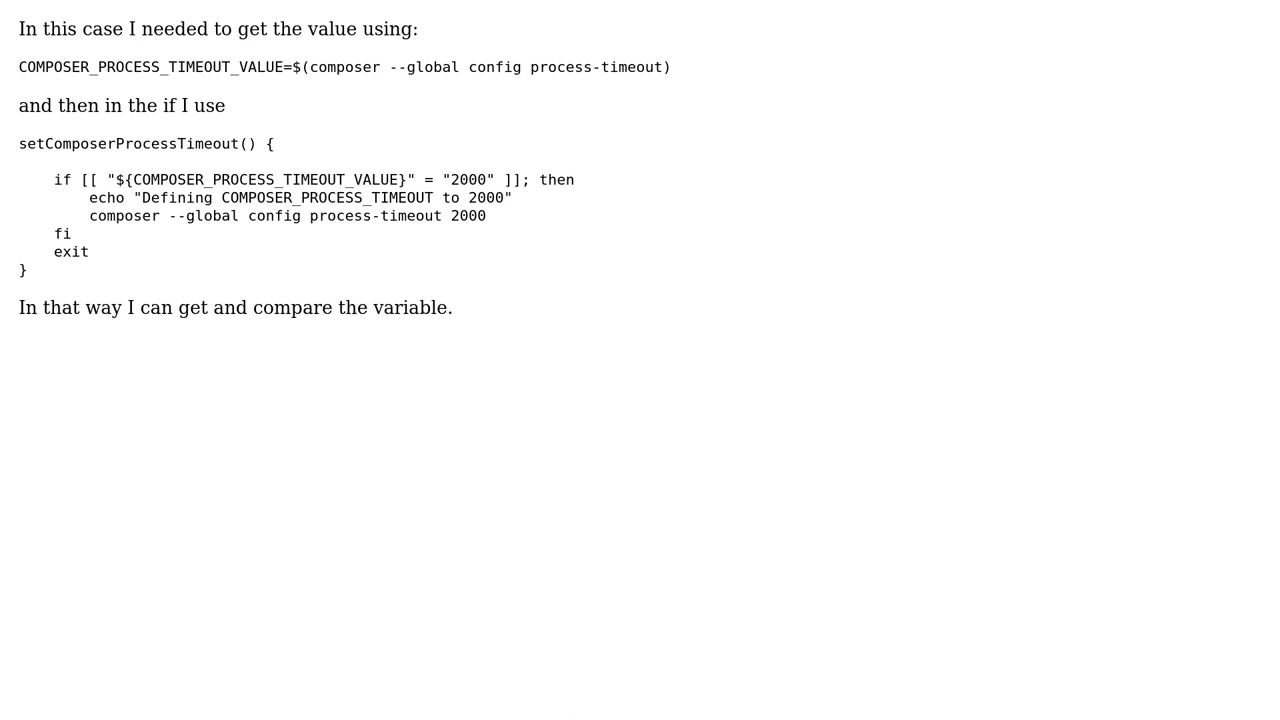 In this case I needed to get the value using:
COMPOSER_PROCESS_TIMEOUT_VALUE=$(composer --global config process-timeout)
and then in the if I use
setComposerProcessTimeout() {
    if [[ "${COMPOSER_PROCESS_TIMEOUT_VALUE}" = "2000" ]]; then
        echo "Defining COMPOSER_PROCESS_TIMEOUT to 2000"
        composer --global config process-timeout 2000
    fi
    exit
}
In that way I can get and compare the variable.